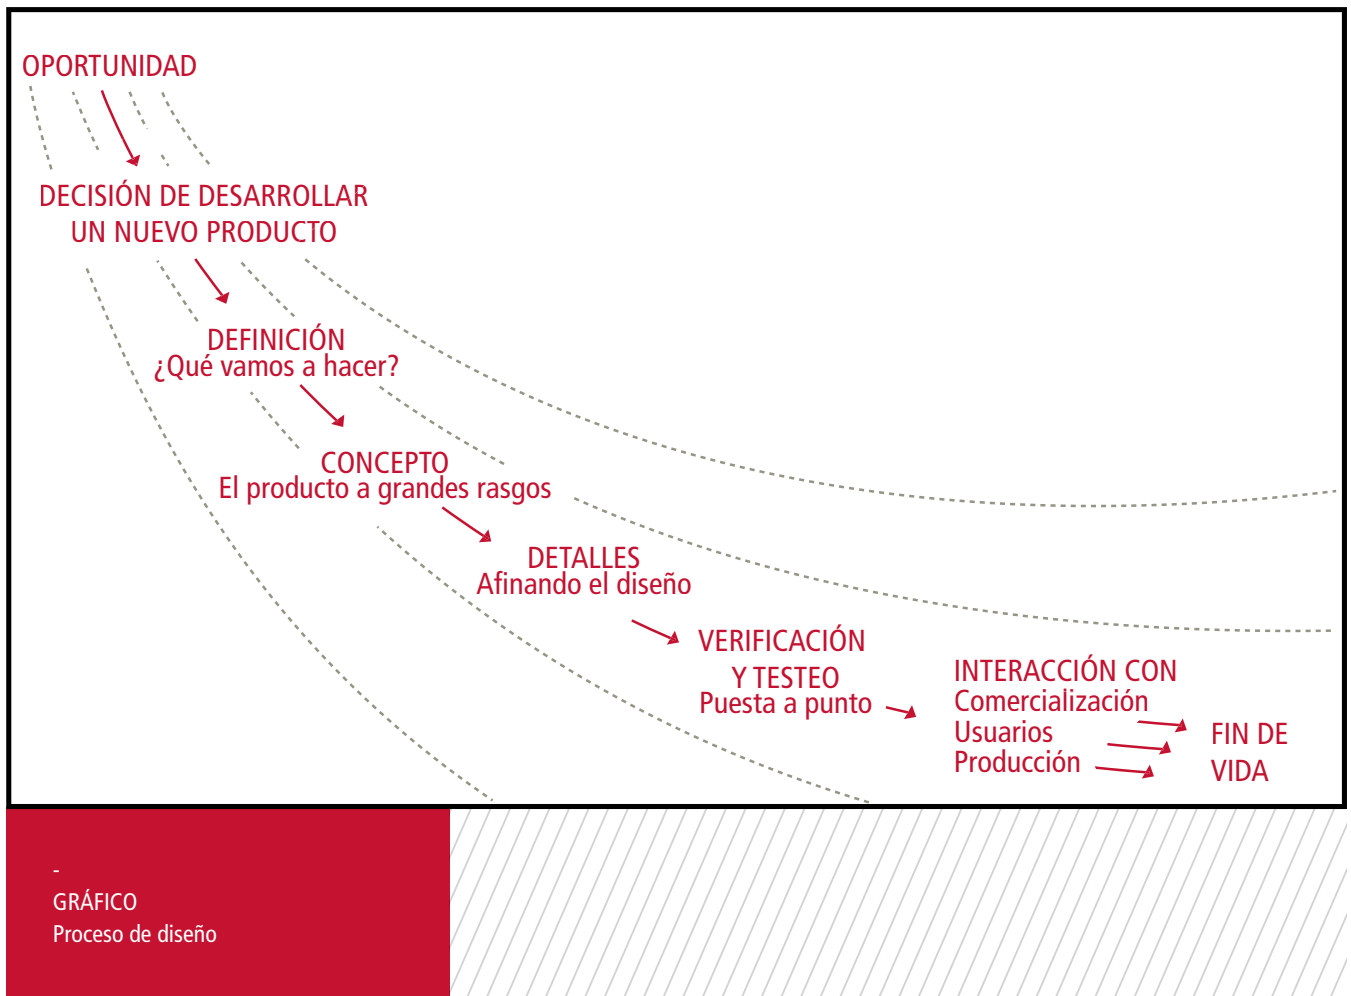 OPORTUNIDAD
DECISIÓN DE DESARROLLAR
UN NUEVO PRODUCTO
DEFINICIÓN
¿Qué vamos a hacer?
CONCEPTO
El producto a grandes rasgos
DETALLES
Afinando el diseño
VERIFICACIÓN
Y TESTEO
Puesta a punto
INTERACCIÓN CON
Comercialización
Usuarios
Producción
FIN DE
VIDA
-
GRÁFICO
Proceso de diseño